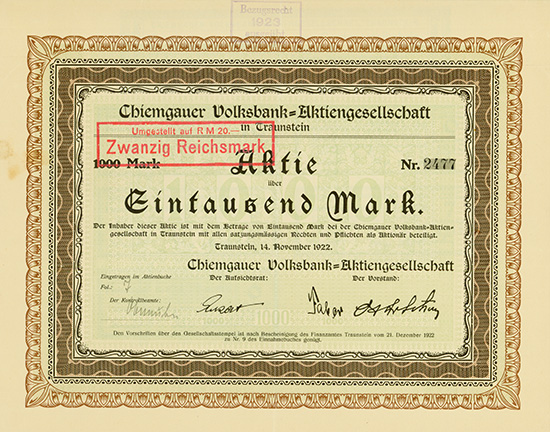 Bezugsrecht
1923
Chiemgauer Volksbank=Aktiengesellschaft
in Traunstein
Umgestellt auf RM 20.—
Zwanzig Reichsmark
1000 Mark
Aktie
Nr. 2477
über
Eintausend Mark.
Der Inhaber dieser Aktie ist mit dem Betrage von Eintausend Mark bei der Chiemgauer Volksbank-Aktien-
gesellschaft in Traunstein mit allen satzungsmässigen Rechten und Pflichten als Aktionär beteiligt.
Traunstein, 14. November 1922.
Chiemgauer Volksbank=Aktiengesellschaft
Eingetragen im Aktienbuche
Der Aufsichtsrat:
Der Vorstand:
Fol.: 7
Der Kontrollbeamte:
1000
Den Vorschriften über den Gesellschaftsstempel ist nach Bescheinigung des Finanzamtes Traunstein vom 21. Dezember 1922
zu Nr. 9 des Einnahmebuches genügt.